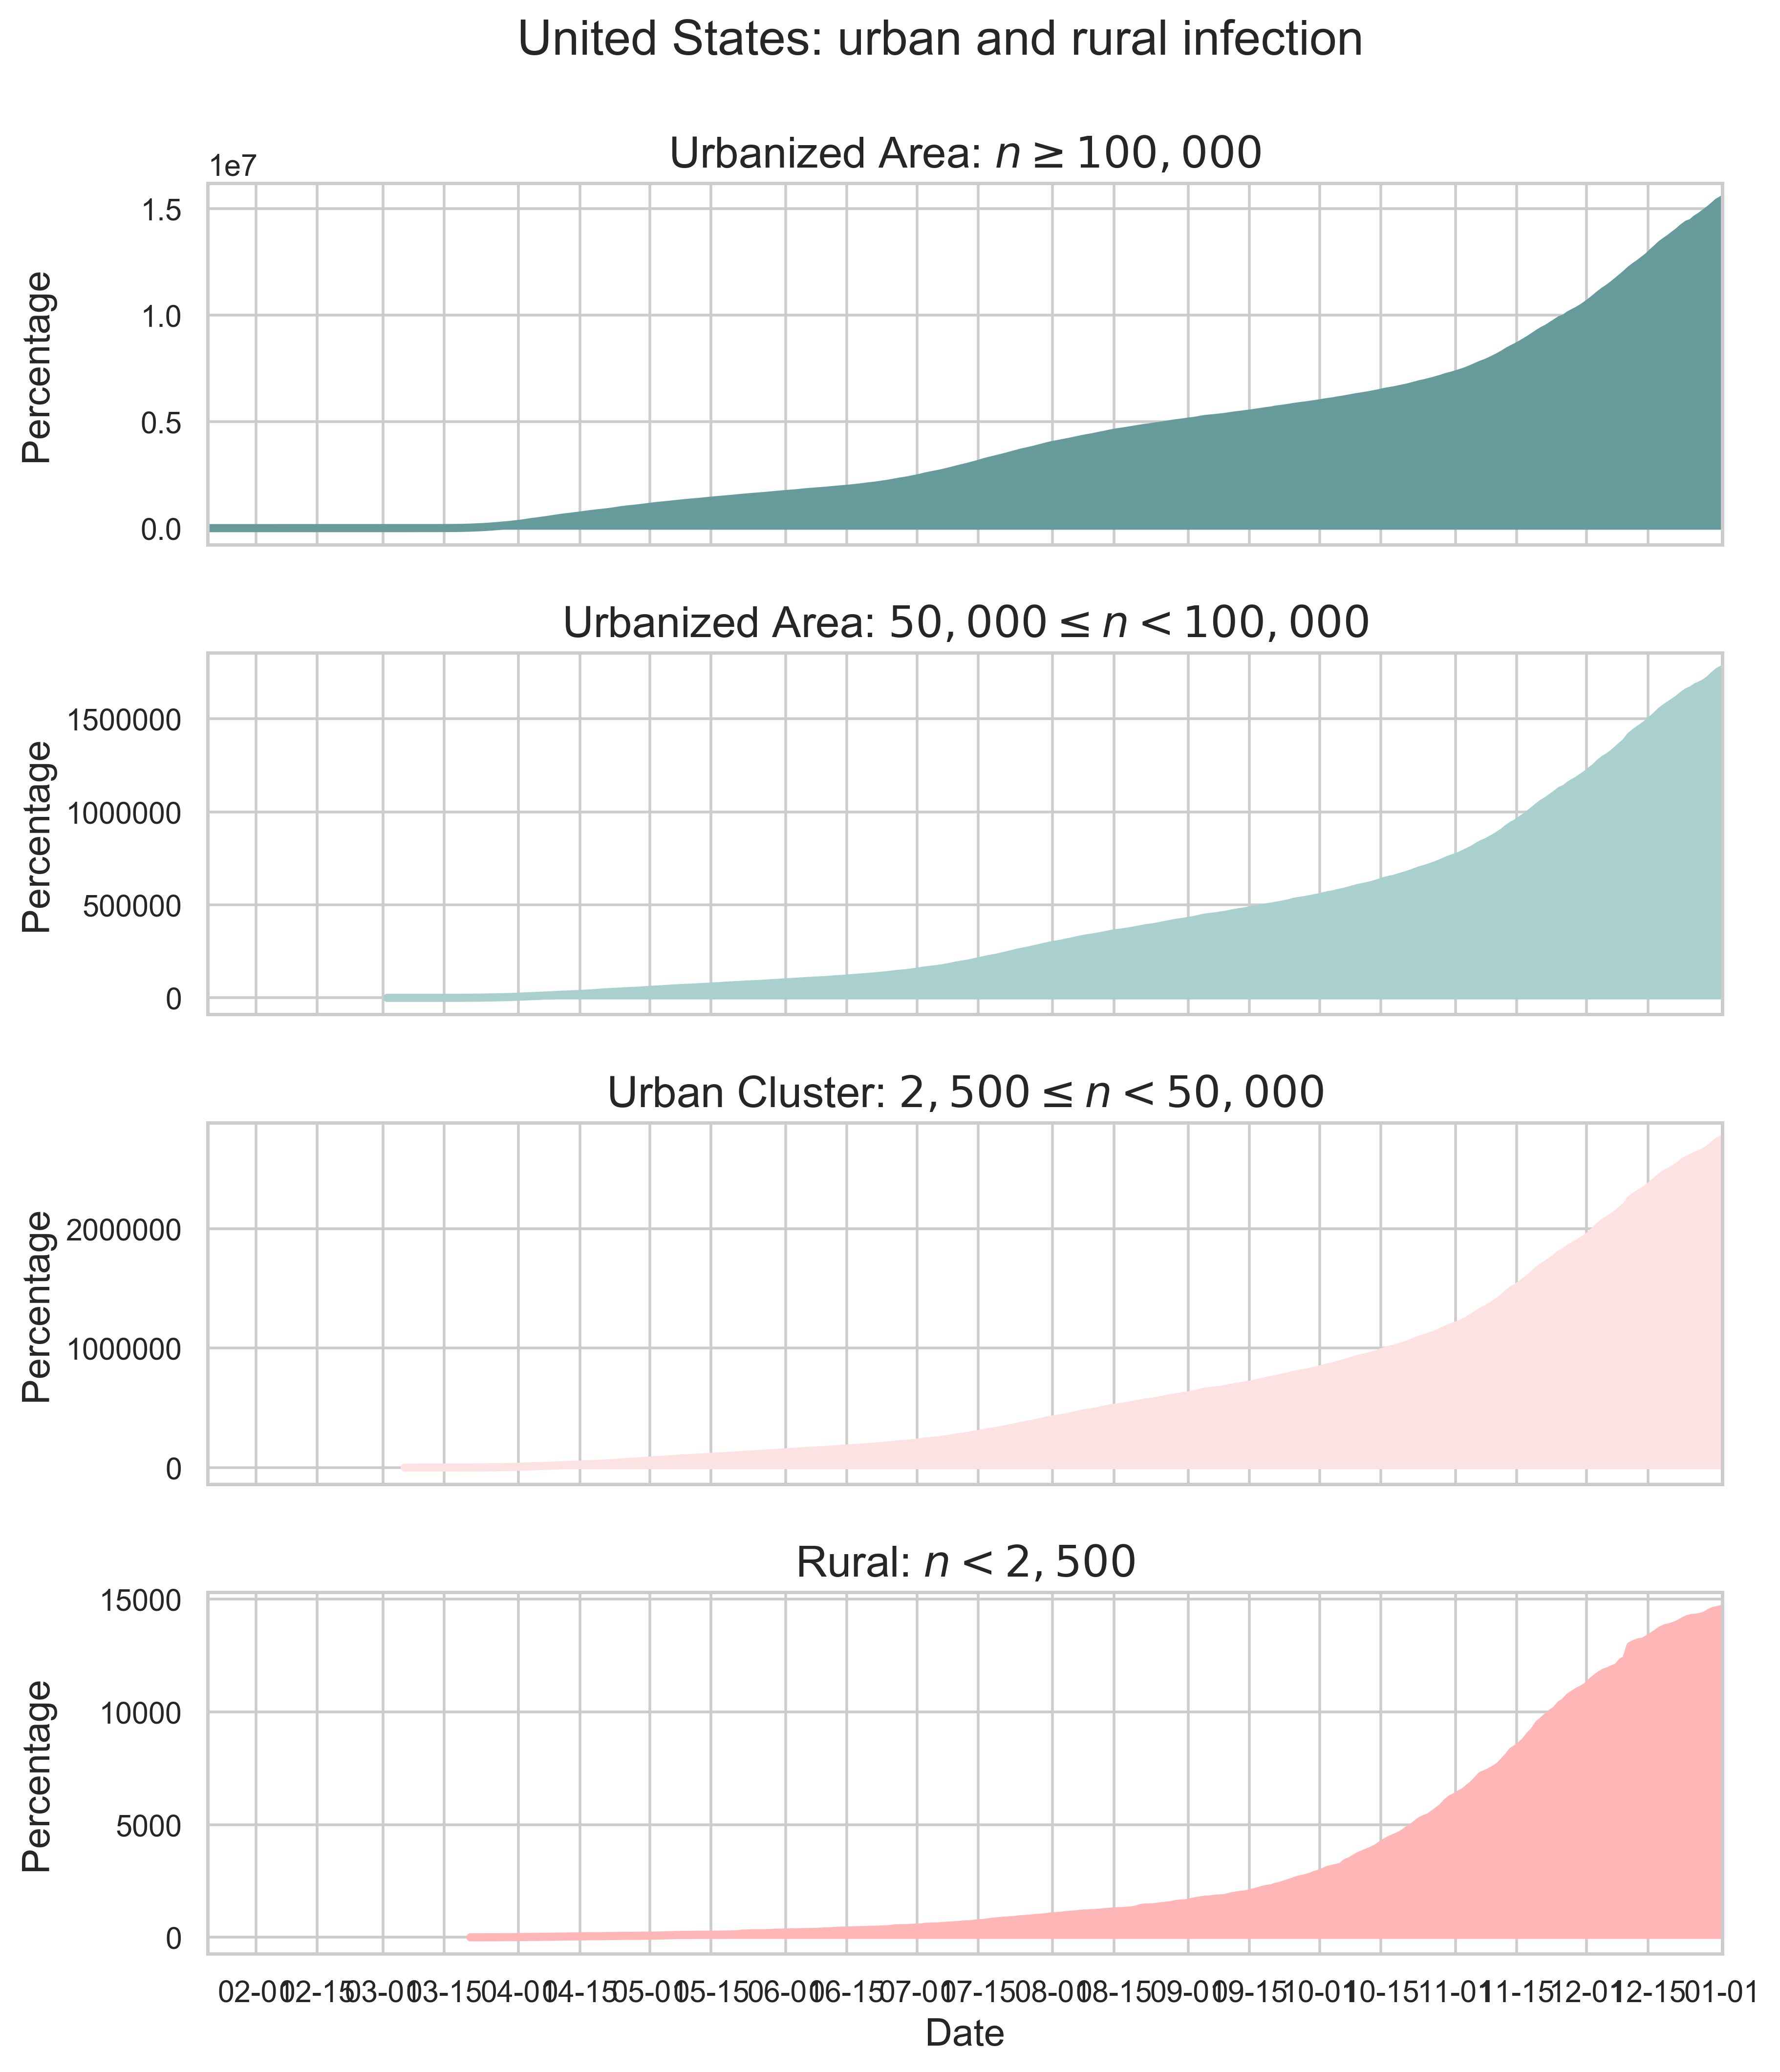 United States: urban and rural infection
Urbanized Area: n ≥ 100,000
1e7
1.5
1.0
0.5
0.0
Percentage
Urbanized Area: 50,000 ≤ n < 100,000
1500000
1000000
500000
0
Percentage
Urban Cluster: 2,500 ≤ n < 50,000
2000000
1000000
0
Percentage
Rural: n < 2,500
15000
10000
5000
0
Percentage
02-01 02-15 03-01 03-15 04-01 04-15 05-01 05-15 06-01 06-15 07-01 07-15 08-01 08-15 09-01 09-15 10-01 10-15 11-01 11-15 12-01 12-15 01-01
Date